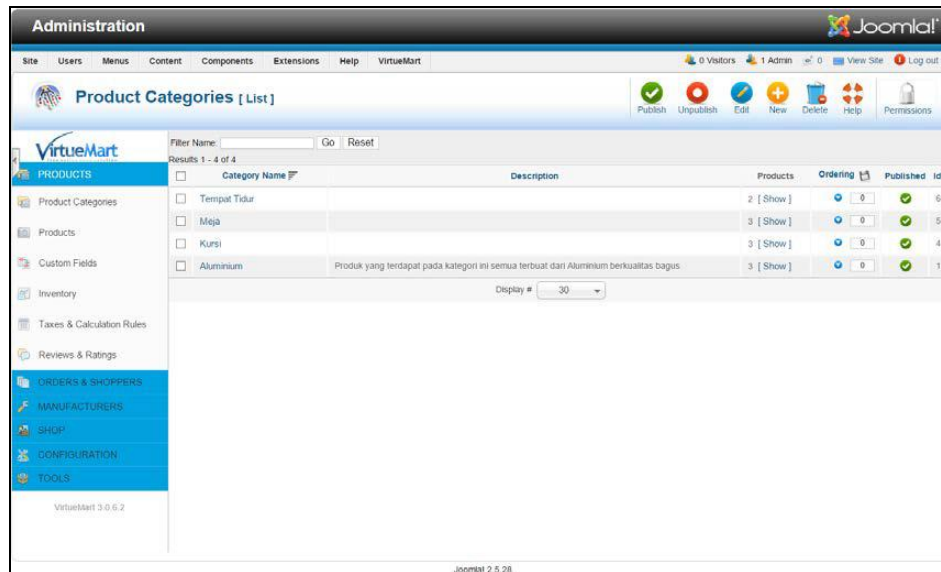 Administration
Joomla!
Site Users Menus Content Components Extensions Help VirtueMart
0 Visitors 1 Admin 0 View Site Log out
Product Categories [ List ]
Publish Unpublish Edit New Delete Help Permissions
VirtueMart
Filter Name: Go Reset
Results 1 - 4 of 4
PRODUCTS
Category Name Description Products Ordering Published Id
Product Categories
Tempat Tidur 2 [ Show ] 0 6
Meja 3 [ Show ] 0 5
Products
Kursi 3 [ Show ] 0 4
Custom Fields
Aluminium Produk yang terdapat pada kategori ini semua terbuat dari Aluminium berkualitas bagus 3 [ Show ] 0 1
Inventory
Display # 30
Taxes & Calculation Rules
Reviews & Ratings
ORDERS & SHOPPERS
MANUFACTURERS
SHOP
CONFIGURATION
TOOLS
VirtueMart 3.0.6.2
Joomla! 2.5.28